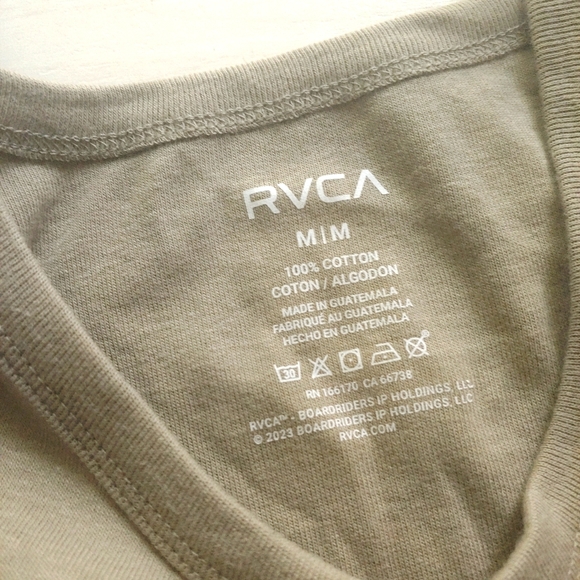 RVCA
M|M
100% COTTON
COTON / ALGODON
MADE IN GUATEMALA
FABRIQUÉ AU GUATEMALA
HECHO EN GUATEMALA
30
RN 166170 CA 66738
RVCA™ - BOARDRIDERS IP HOLDINGS, LLC
© 2023 BOARDRIDERS IP HOLDINGS, LLC
RVCA.COM